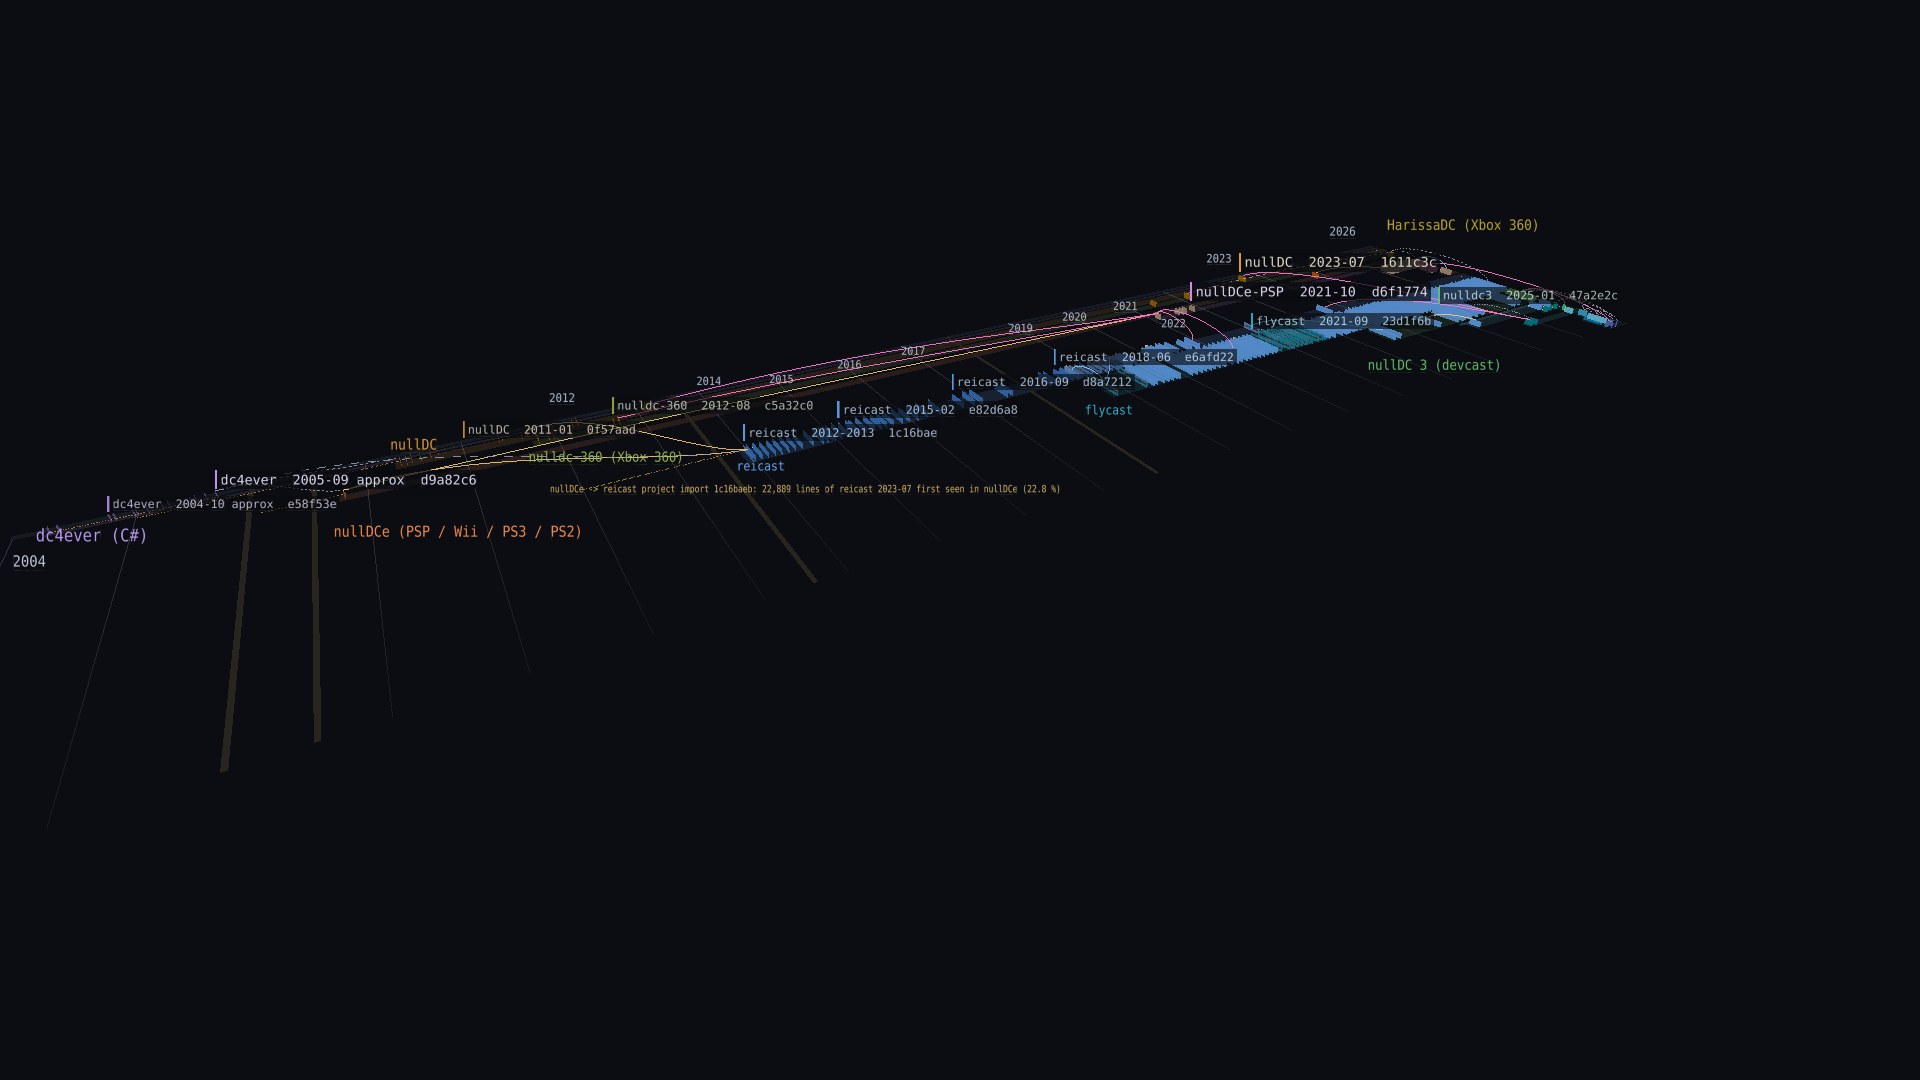 HarissaDC (Xbox 360)
2026
2023
nullDC 2023-07 1611c3c
nullDCe-PSP 2021-10 d6f1774
nulldc3 2025-01 47a2e2c
2021
2020
2022
flycast 2021-09 23d1f6b
2019
2017
2016
reicast 2018-06 e6afd22
nullDC 3 (devcast)
2014
2015
reicast 2016-09 d8a7212
2012
nulldc-360 2012-08 c5a32c0
reicast 2015-02 e82d6a8
flycast
nullDC 2011-01 0f57aad
reicast 2012-2013 1c16bae
nullDC
nulldc-360 (Xbox 360)
reicast
dc4ever 2005-09 approx d9a82c6
nullDCe -> reicast project import 1c16baeb: 22,889 lines of reicast 2023-07 first seen in nullDCe (22.8 %)
dc4ever 2004-10 approx e58f53e
dc4ever (C#)
nullDCe (PSP / Wii / PS3 / PS2)
2004